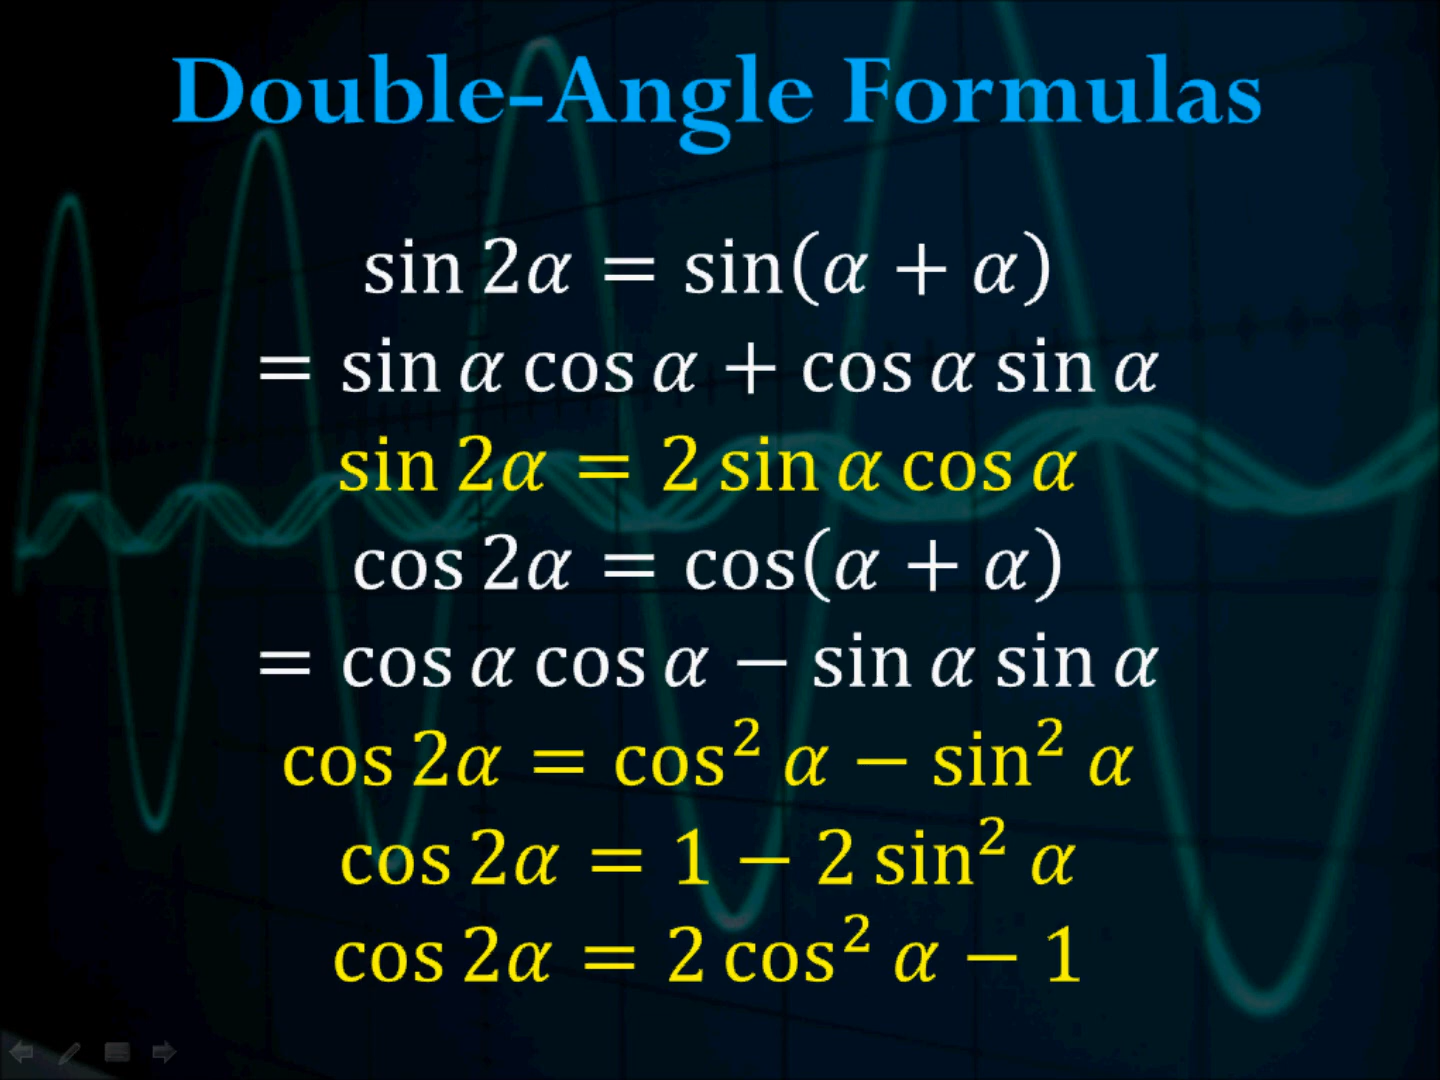 Double-Angle Formulas
sin 2α = sin(α + α)
= sin α cos α + cos α sin α
sin 2α = 2 sin α cos α
cos 2α = cos(α + α)
= cos α cos α − sin α sin α
cos 2α = cos² α − sin² α
cos 2α = 1 − 2 sin² α
cos 2α = 2 cos² α − 1